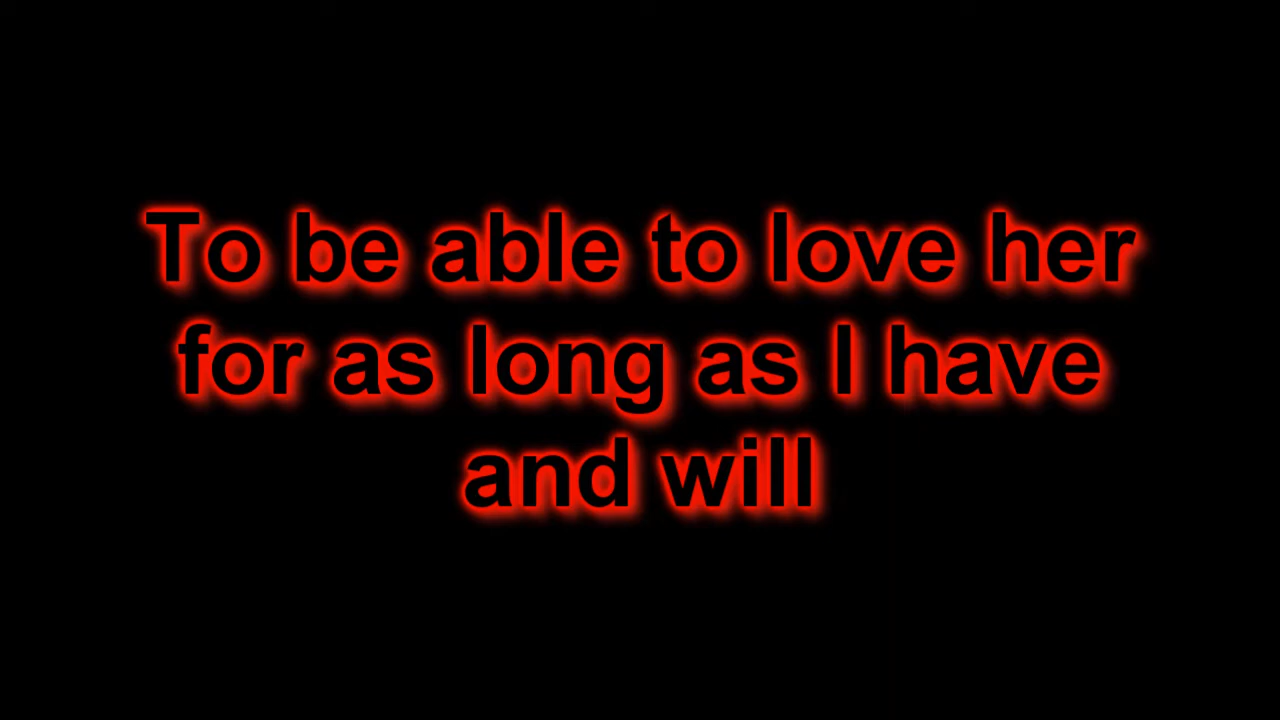 To be able to love her
for as long as I have
and will